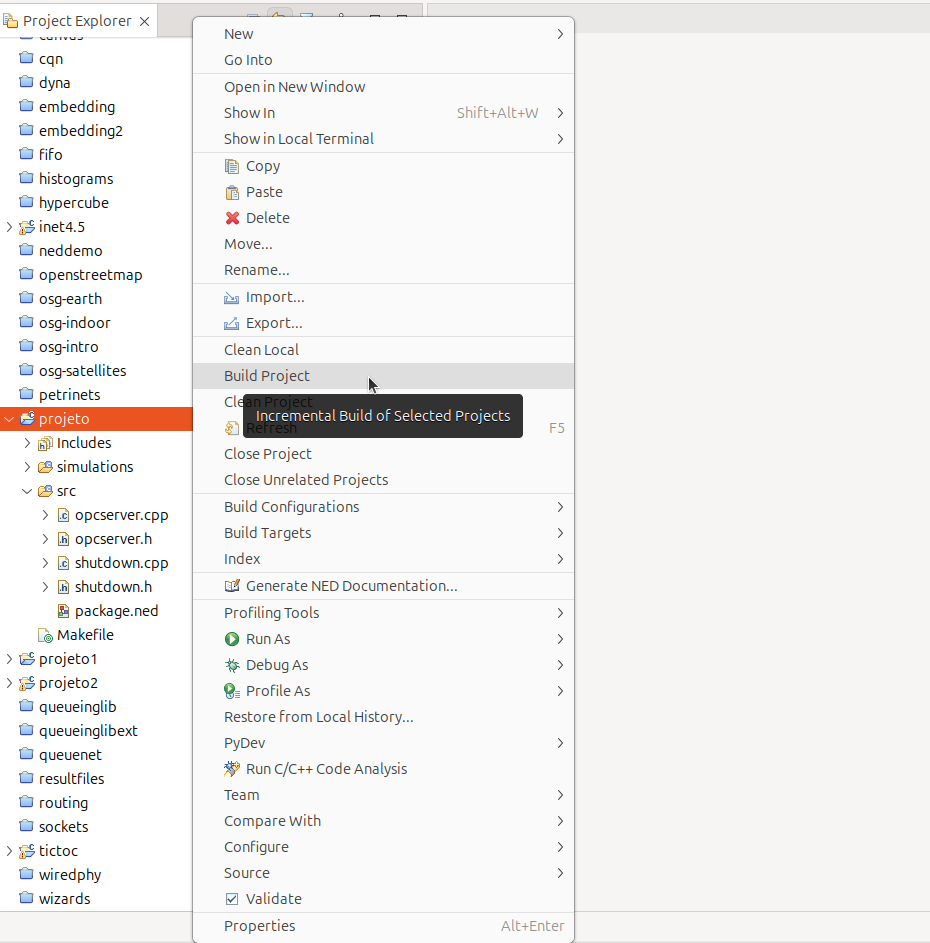 Project Explorer
canvas
cqn
dyna
embedding
embedding2
fifo
histograms
hypercube
inet4.5
neddemo
openstreetmap
osg-earth
osg-indoor
osg-intro
osg-satellites
petrinets
projeto
Includes
simulations
src
opcserver.cpp
opcserver.h
shutdown.cpp
shutdown.h
package.ned
Makefile
projeto1
projeto2
queueinglib
queueinglibext
queuenet
resultfiles
routing
sockets
tictoc
wiredphy
wizards
New
Go Into
Open in New Window
Show In Shift+Alt+W
Show in Local Terminal
Copy
Paste
Delete
Move...
Rename...
Import...
Export...
Clean Local
Build Project
Clean Project
Incremental Build of Selected Projects
Refresh F5
Close Project
Close Unrelated Projects
Build Configurations
Build Targets
Index
Generate NED Documentation...
Profiling Tools
Run As
Debug As
Profile As
Restore from Local History...
PyDev
Run C/C++ Code Analysis
Team
Compare With
Configure
Source
Validate
Properties Alt+Enter